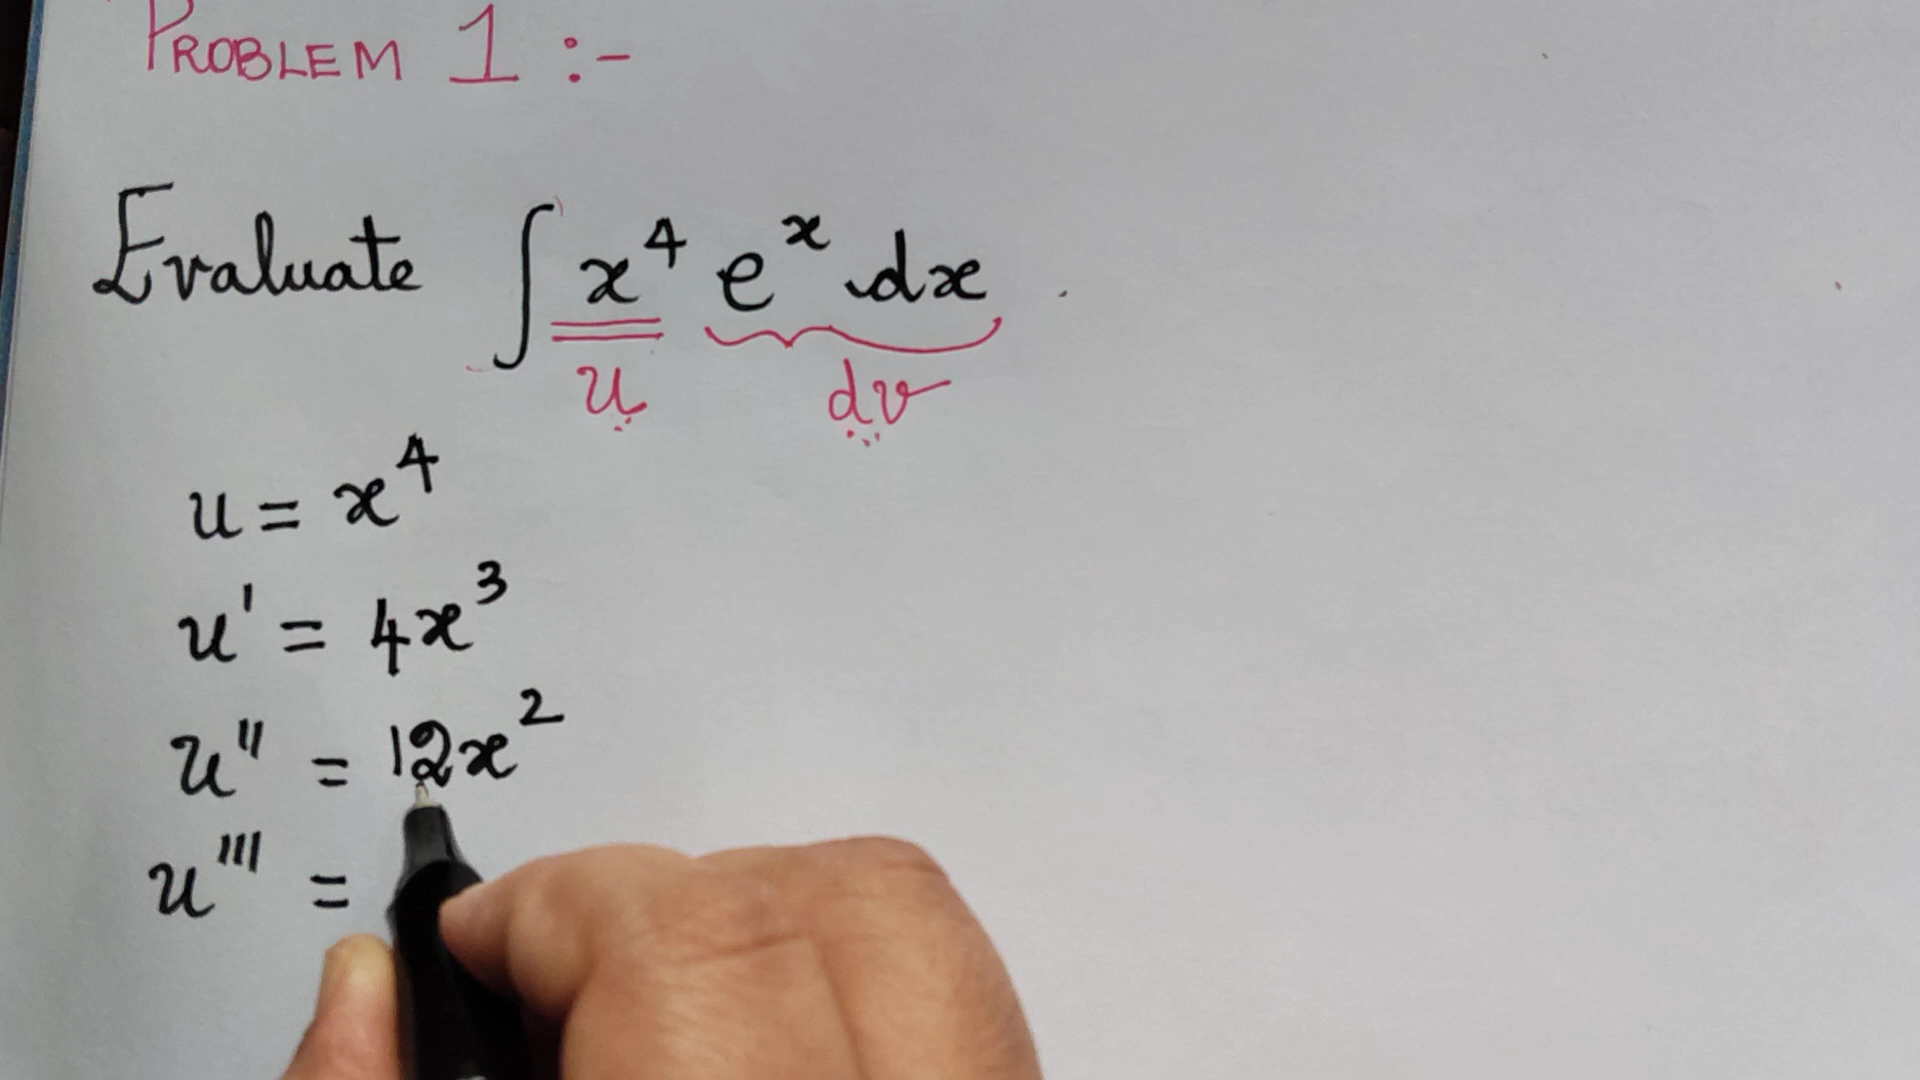 PROBLEM 1 :-
Evaluate ∫ x⁴ eˣ dx .
u dv
u = x⁴
u' = 4x³
u'' = 12x²
u''' =